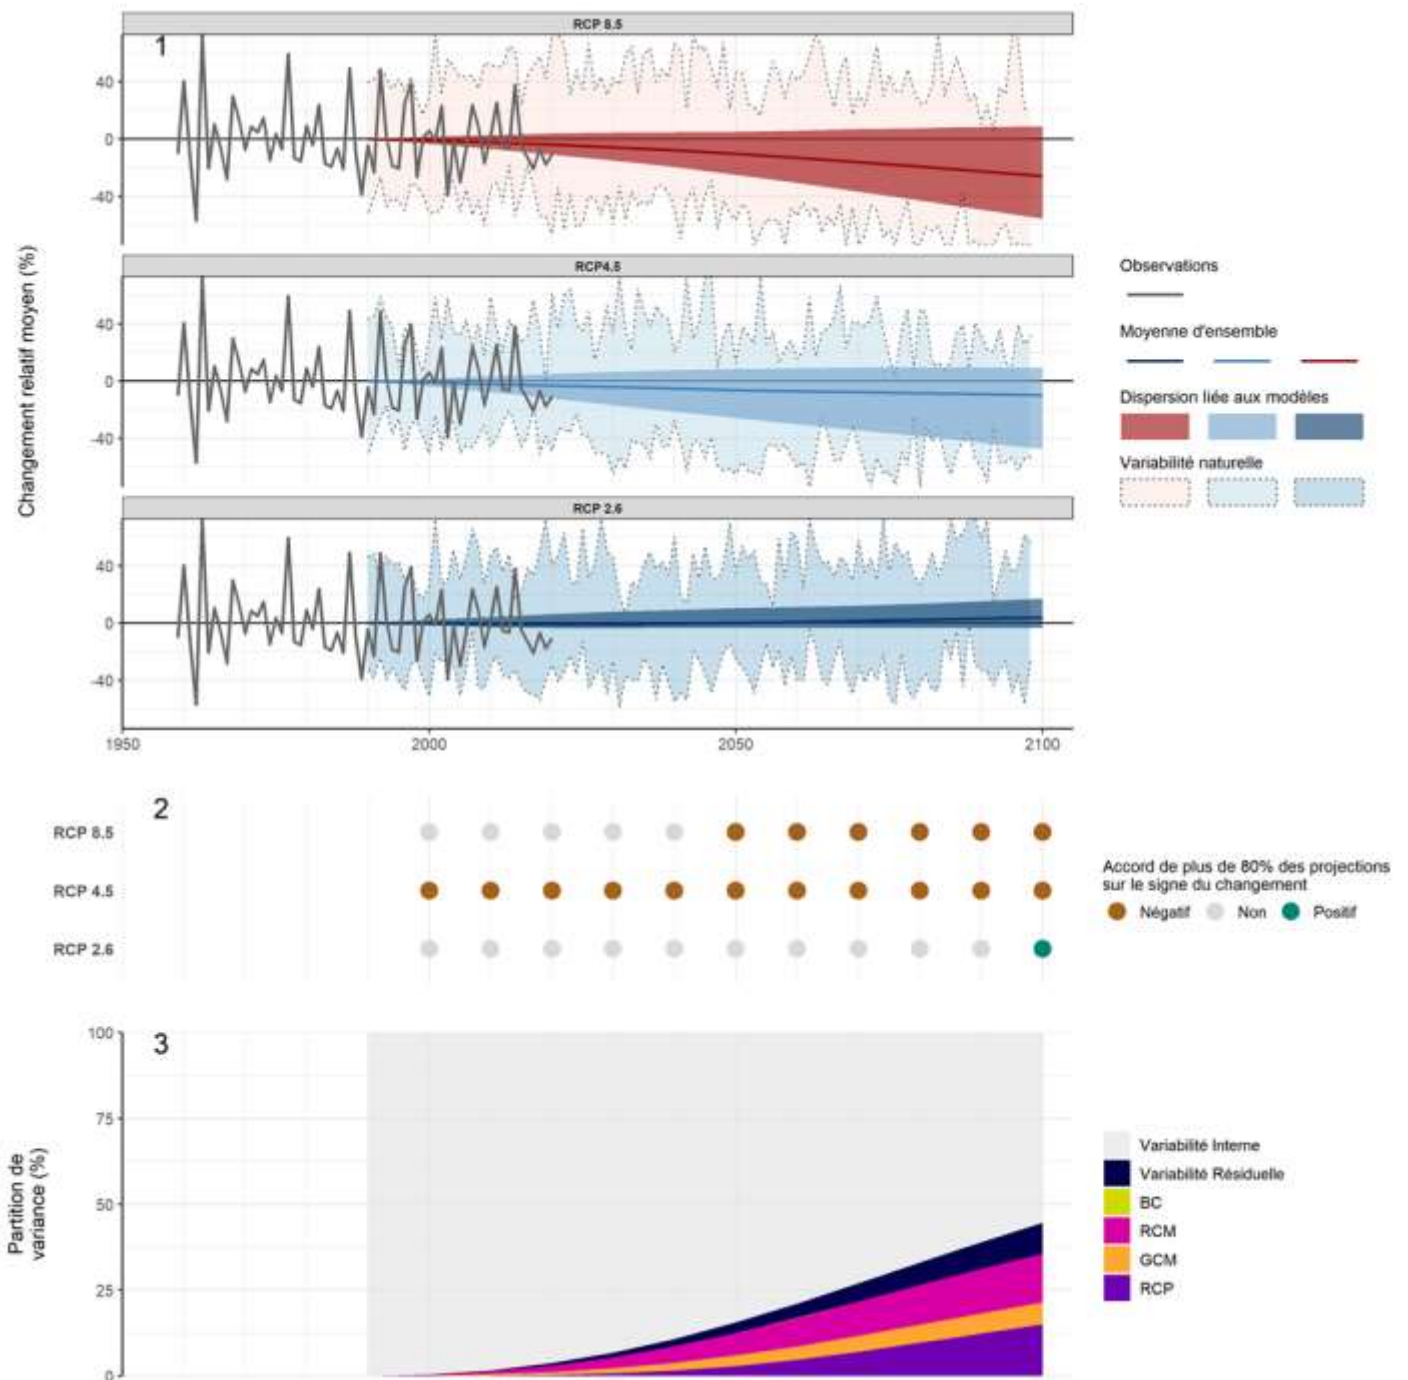 RCP 8.5
1
40
0
-40
RCP4.5
40
0
-40
RCP 2.6
40
0
-40
1950
2000
2050
2100
Changement relatif moyen (%)
Observations
Moyenne d'ensemble
Dispersion liée aux modèles
Variabilité naturelle
2
RCP 8.5
RCP 4.5
RCP 2.6
Accord de plus de 80% des projections
sur le signe du changement
Négatif
Non
Positif
3
100
75
50
25
0
Partition de
variance (%)
Variabilité Interne
Variabilité Résiduelle
BC
RCM
GCM
RCP